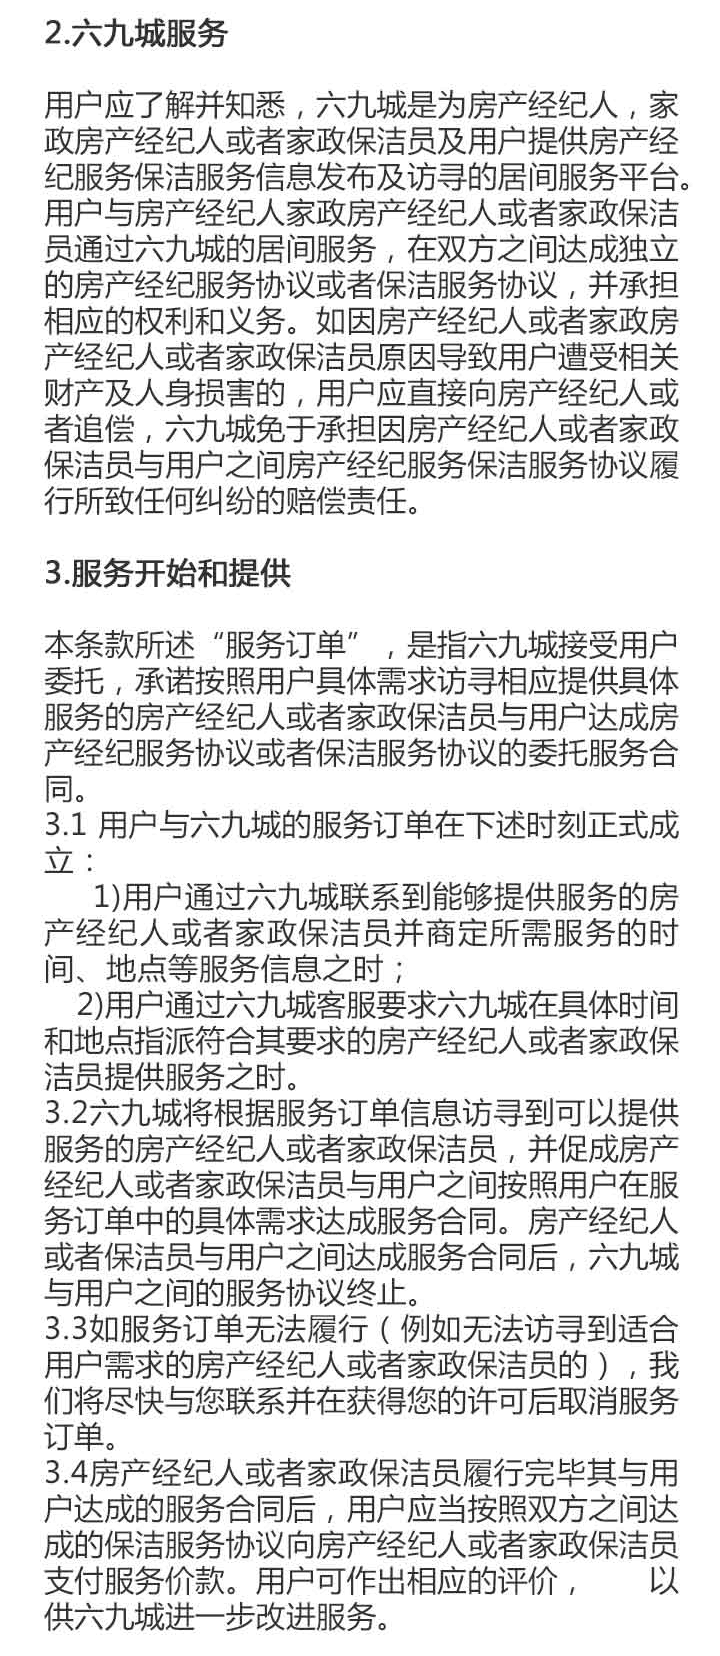 2.六九城服务
用户应了解并知悉，六九城是为房产经纪人，家
政房产经纪人或者家政保洁员及用户提供房产经
纪服务保洁服务信息发布及访寻的居间服务平台。
用户与房产经纪人家政房产经纪人或者家政保洁
员通过六九城的居间服务，在双方之间达成独立
的房产经纪服务协议或者保洁服务协议，并承担
相应的权利和义务。如因房产经纪人或者家政房
产经纪人或者家政保洁员原因导致用户遭受相关
财产及人身损害的，用户应直接向房产经纪人或
者追偿，六九城免于承担因房产经纪人或者家政
保洁员与用户之间房产经纪服务保洁服务协议履
行所致任何纠纷的赔偿责任。
3.服务开始和提供
本条款所述“服务订单”，是指六九城接受用户
委托，承诺按照用户具体需求访寻相应提供具体
服务的房产经纪人或者家政保洁员与用户达成房
产经纪服务协议或者保洁服务协议的委托服务合
同。
3.1 用户与六九城的服务订单在下述时刻正式成
立：
1)用户通过六九城联系到能够提供服务的房
产经纪人或者家政保洁员并商定所需服务的时
间、地点等服务信息之时；
2)用户通过六九城客服要求六九城在具体时间
和地点指派符合其要求的房产经纪人或者家政保
洁员提供服务之时。
3.2六九城将根据服务订单信息访寻到可以提供
服务的房产经纪人或者家政保洁员，并促成房产
经纪人或者家政保洁员与用户之间按照用户在服
务订单中的具体需求达成服务合同。房产经纪人
或者保洁员与用户之间达成服务合同后，六九城
与用户之间的服务协议终止。
3.3如服务订单无法履行（例如无法访寻到适合
用户需求的房产经纪人或者家政保洁员的），我
们将尽快与您联系并在获得您的许可后取消服务
订单。
3.4房产经纪人或者家政保洁员履行完毕其与用
户达成的服务合同后，用户应当按照双方之间达
成的保洁服务协议向房产经纪人或者家政保洁员
支付服务价款。用户可作出相应的评价， 以
供六九城进一步改进服务。